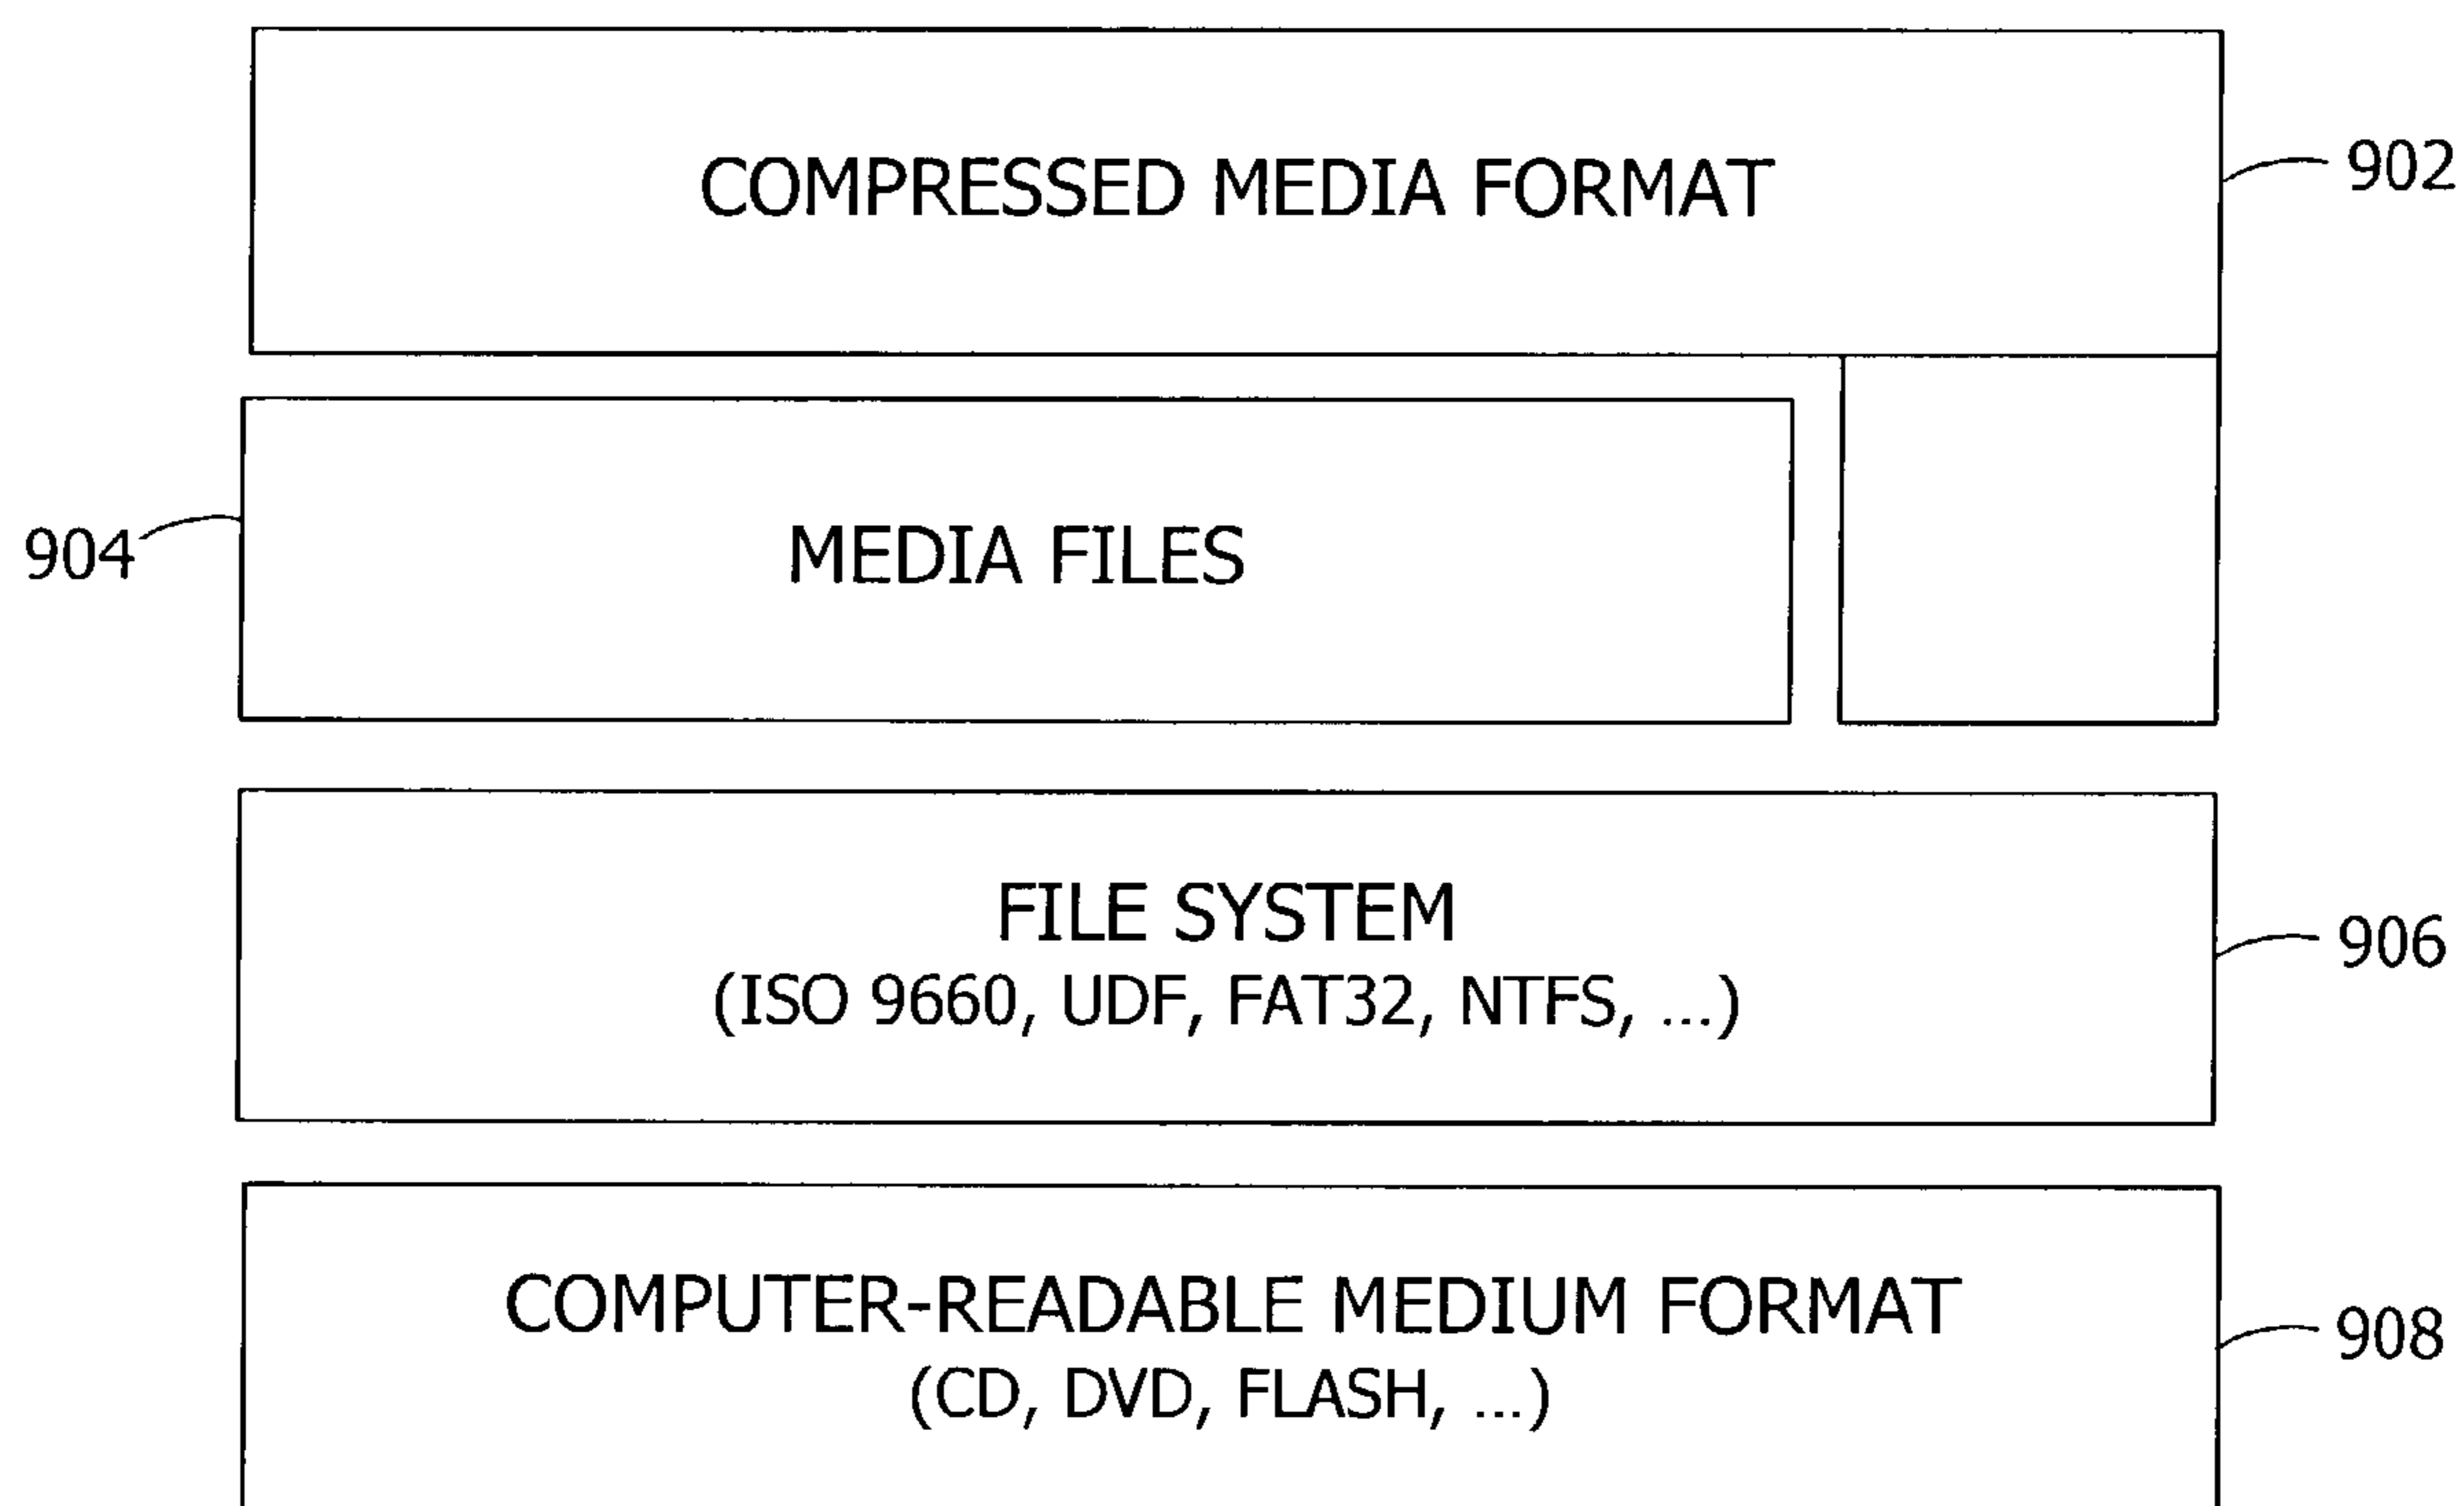 COMPRESSED MEDIA FORMAT
902
904
MEDIA FILES
FILE SYSTEM
(ISO 9660, UDF, FAT32, NTFS, ...)
906
COMPUTER-READABLE MEDIUM FORMAT
(CD, DVD, FLASH, ...)
908